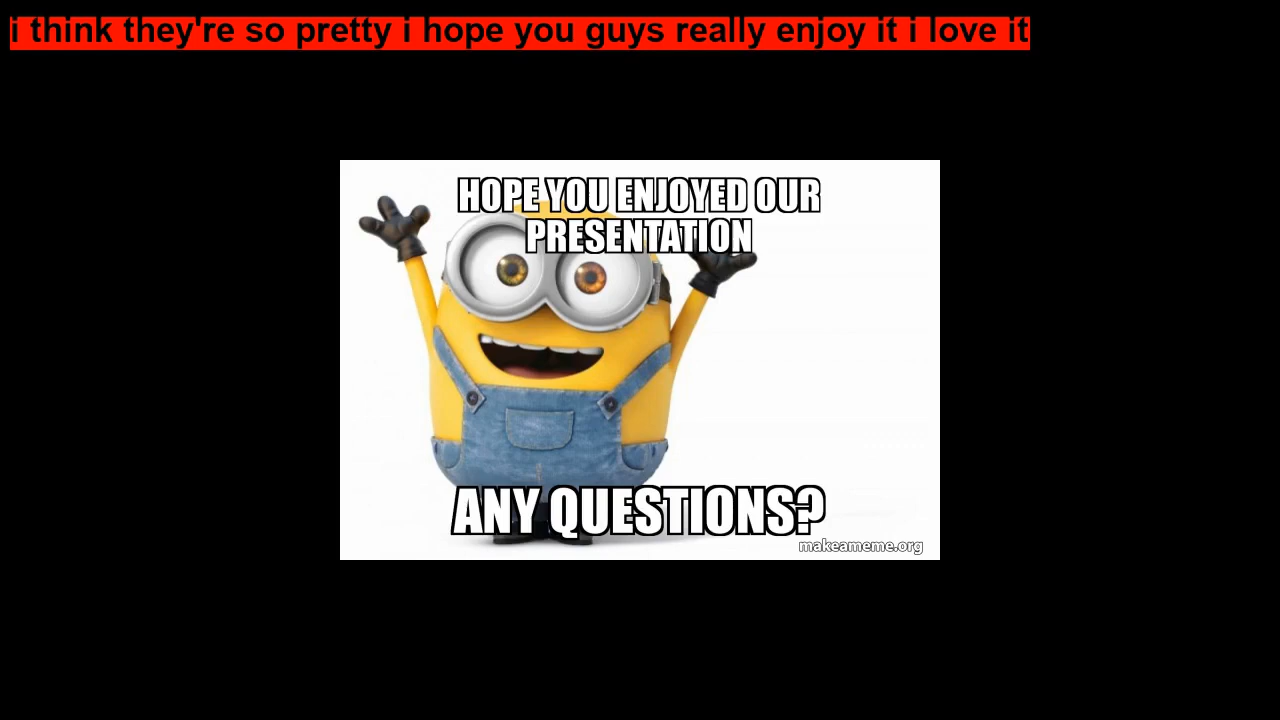 i think they're so pretty i hope you guys really enjoy it i love it
HOPE YOU ENJOYED OUR
PRESENTATION
ANY QUESTIONS?
makeameme.org